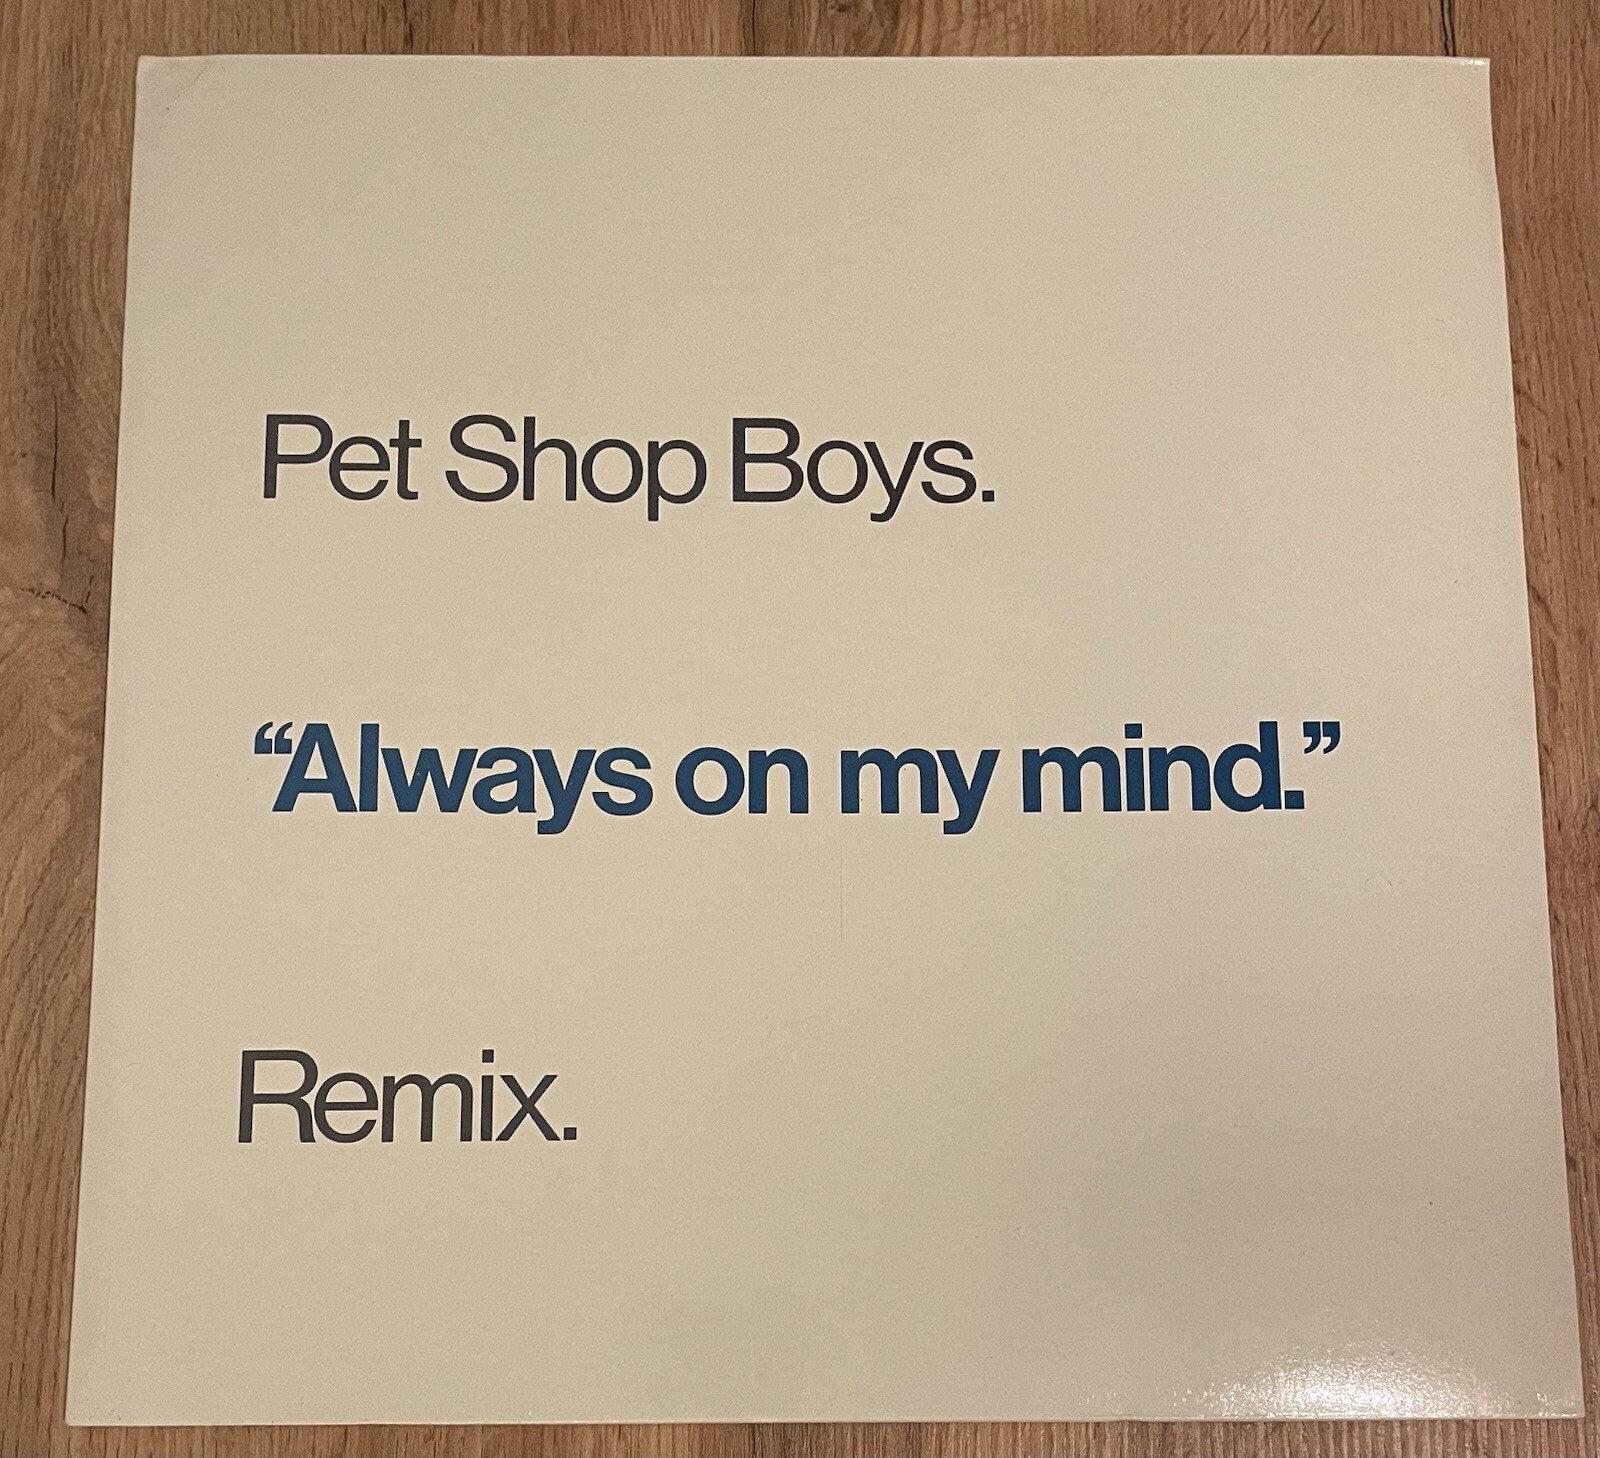 Pet Shop Boys.
“Always on my mind.”
Remix.